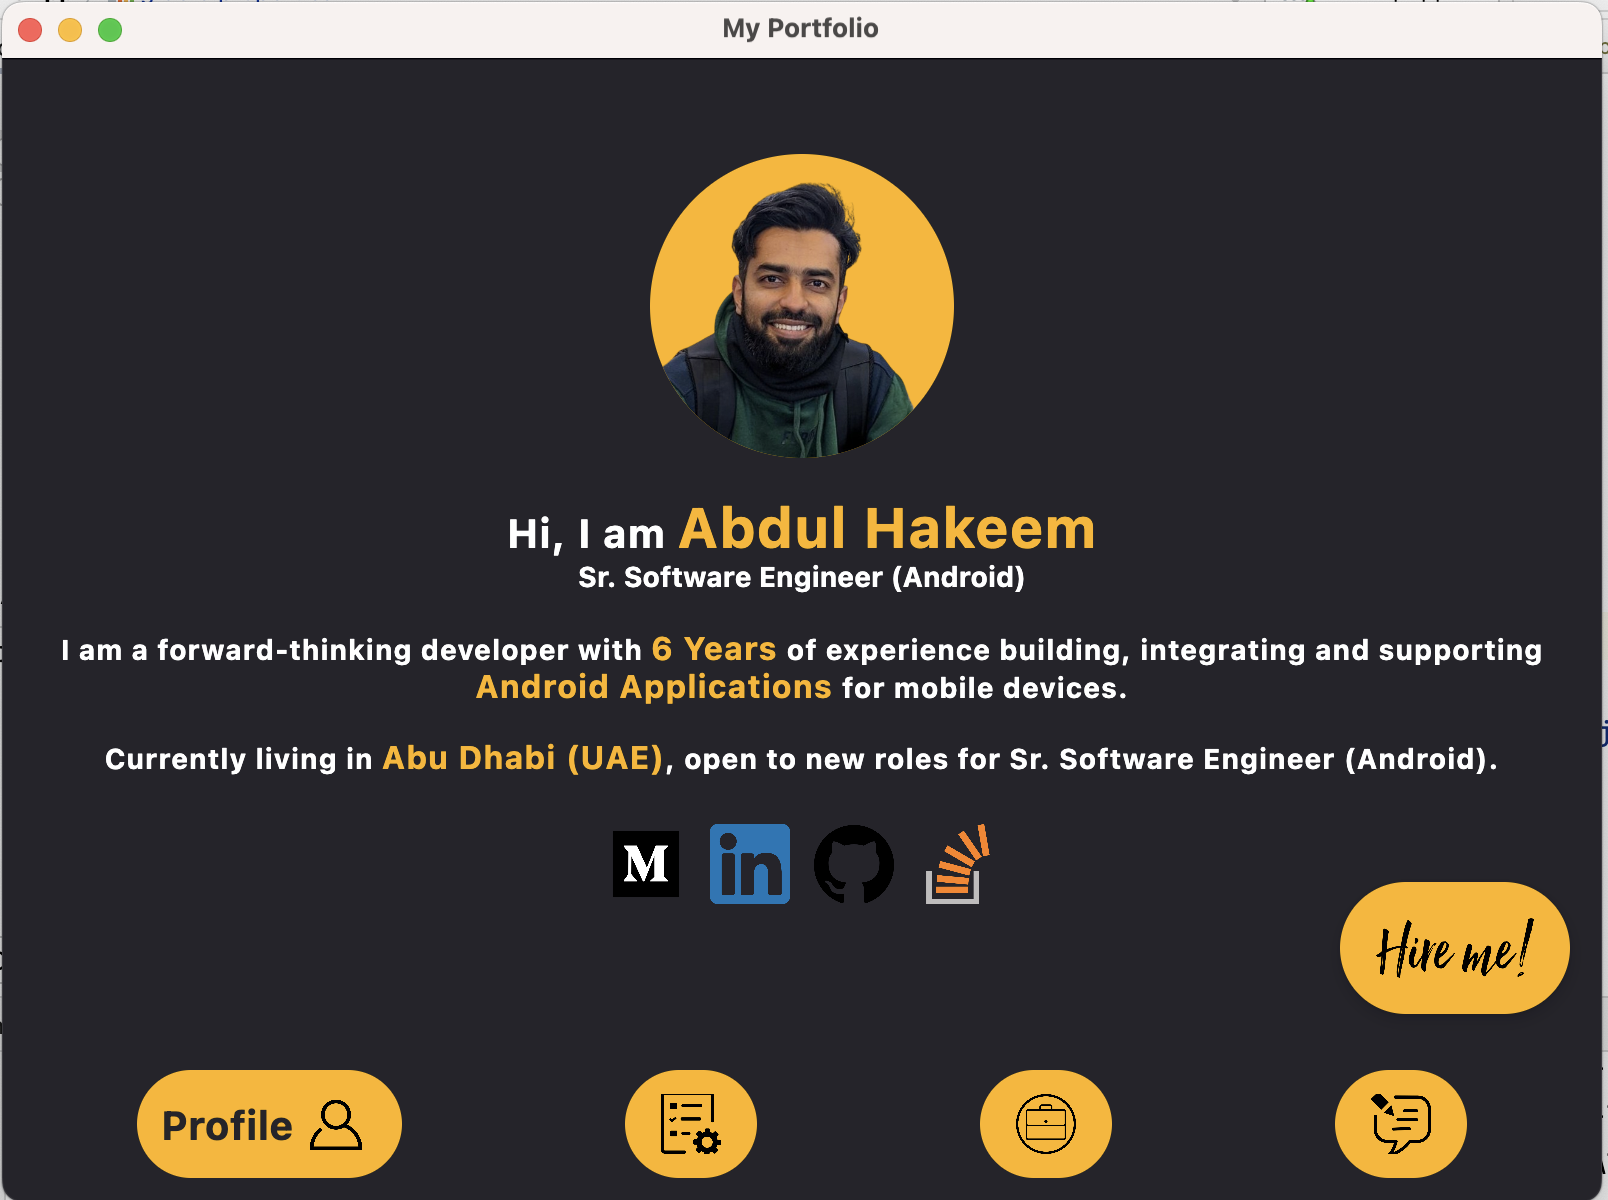 My Portfolio
Hi, I am Abdul Hakeem
Sr. Software Engineer (Android)
I am a forward-thinking developer with 6 Years of experience building, integrating and supporting
Android Applications for mobile devices.
Currently living in Abu Dhabi (UAE), open to new roles for Sr. Software Engineer (Android).
M in
Hire me!
Profile